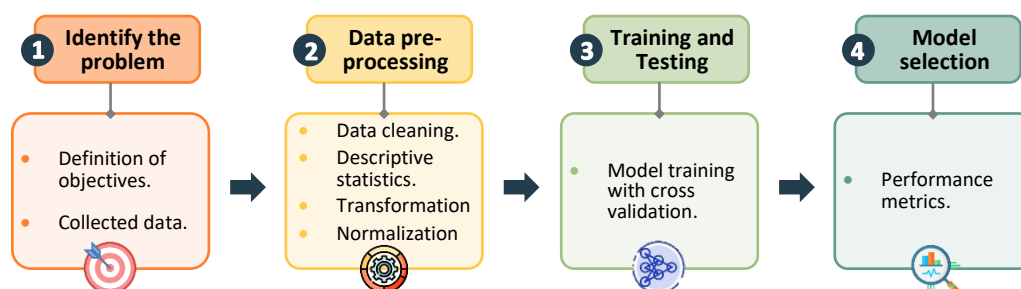 1
Identify the
problem
2
Data pre-
processing
3
Training and
Testing
4
Model
selection
• Definition of
objectives.
• Collected data.
• Data cleaning.
• Descriptive
statistics.
• Transformation
• Normalization
• Model training
with cross
validation.
• Performance
metrics.